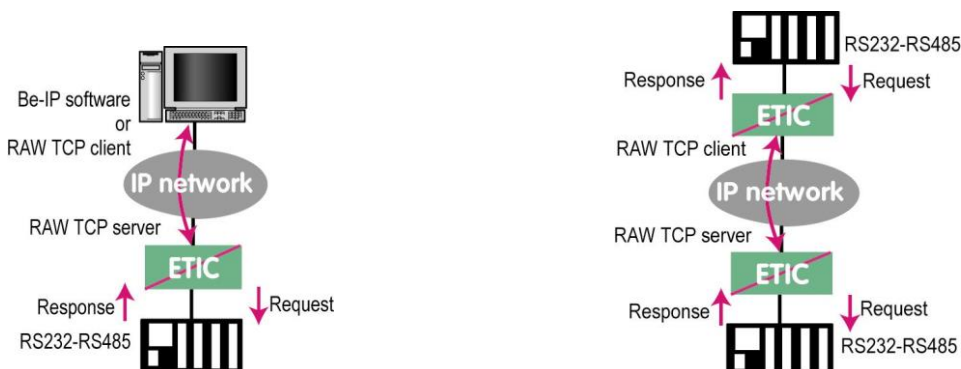 Be-IP software
or
RAW TCP client
IP network
RAW TCP server
ETIC
Response
Request
RS232-RS485
RS232-RS485
Response
Request
ETIC
RAW TCP client
IP network
RAW TCP server
ETIC
Response
Request
RS232-RS485